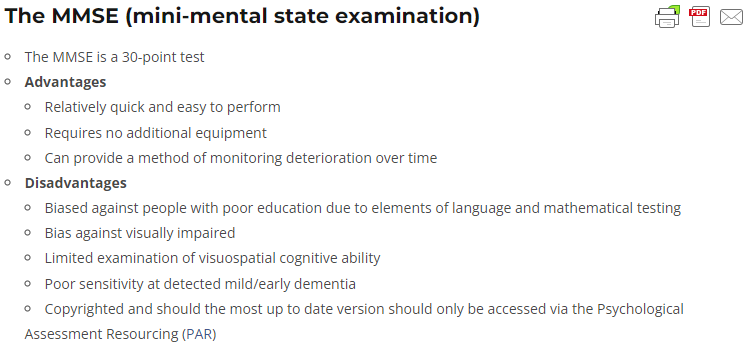 The MMSE (mini-mental state examination)
PDF
The MMSE is a 30-point test
Advantages
Relatively quick and easy to perform
Requires no additional equipment
Can provide a method of monitoring deterioration over time
Disadvantages
Biased against people with poor education due to elements of language and mathematical testing
Bias against visually impaired
Limited examination of visuospatial cognitive ability
Poor sensitivity at detected mild/early dementia
Copyrighted and should the most up to date version should only be accessed via the Psychological
Assessment Resourcing (PAR)